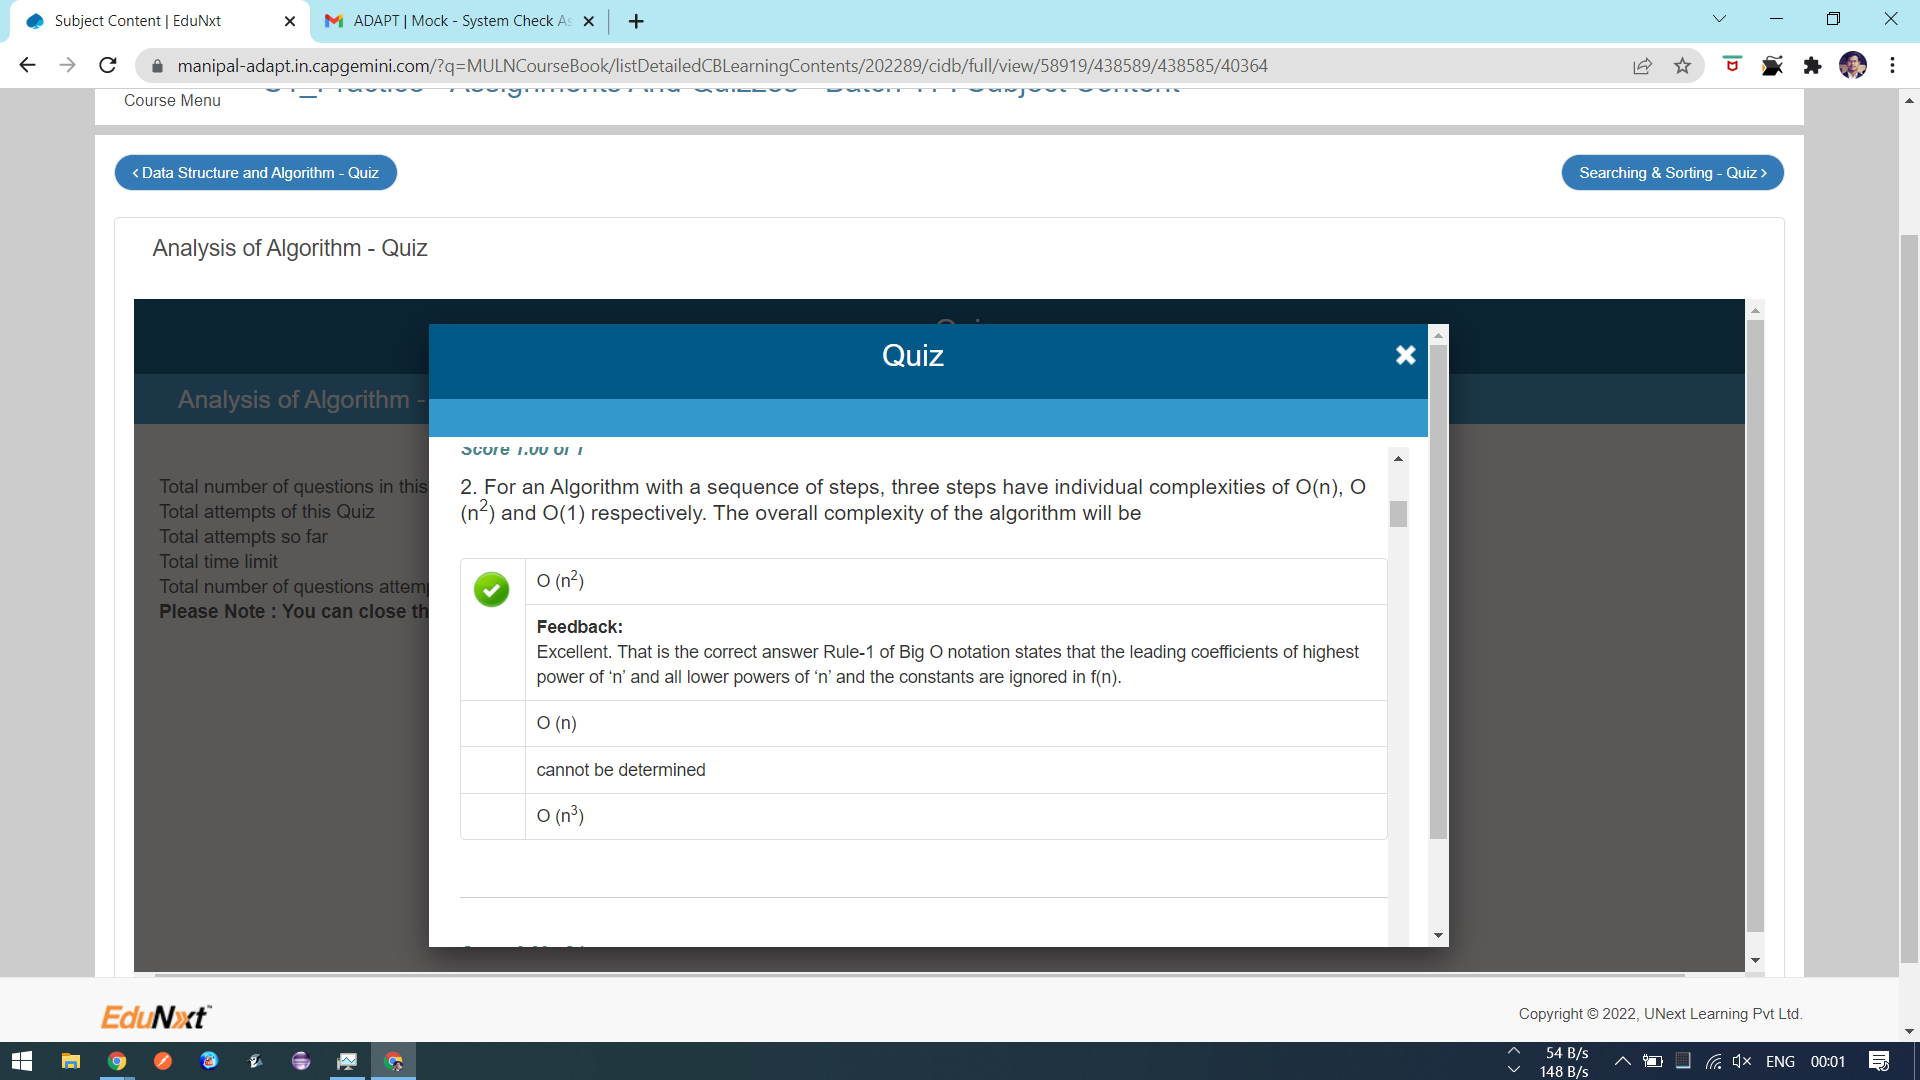 Subject Content | EduNxt
ADAPT | Mock - System Check As
manipal-adapt.in.capgemini.com/?q=MULNCourseBook/listDetailedCBLearningContents/202289/cidb/full/view/58919/438589/438585/40364
Course Menu
< Data Structure and Algorithm - Quiz
Searching & Sorting - Quiz >
Analysis of Algorithm - Quiz
Quiz
Analysis of Algorithm -
Score 1.00 of 1
Total number of questions in this
Total attempts of this Quiz
Total attempts so far
Total time limit
Total number of questions attem
Please Note : You can close th
2. For an Algorithm with a sequence of steps, three steps have individual complexities of O(n), O
(n²) and O(1) respectively. The overall complexity of the algorithm will be
O (n²)
Feedback:
Excellent. That is the correct answer Rule-1 of Big O notation states that the leading coefficients of highest
power of ‘n’ and all lower powers of ‘n’ and the constants are ignored in f(n).
O (n)
cannot be determined
O (n³)
EduNxt
Copyright © 2022, UNext Learning Pvt Ltd.
54 B/s
148 B/s
ENG
00:01